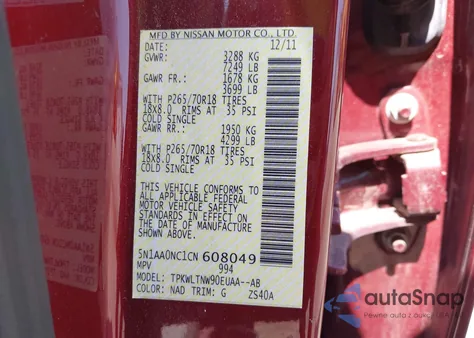 MFD BY NISSAN MOTOR CO., LTD.
DATE: 12/11
GVWR: 3288 KG
7249 LB
GAWR FR: 1678 KG
3699 LB
WITH P265/70R18 TIRES
18X8.0 RIMS AT 35 PSI
COLD SINGLE
GAWR RR: 1950 KG
4299 LB
WITH P265/70R18 TIRES
18X8.0 RIMS AT 35 PSI
COLD SINGLE
THIS VEHICLE CONFORMS TO
ALL APPLICABLE FEDERAL
MOTOR VEHICLE SAFETY
STANDARDS IN EFFECT ON
THE DATE OF MANUFACTURE
SHOWN ABOVE.
5N1AA0NC1CN 608049
MPV 994
MODEL: TPKWLTNW90EUAA--AB
COLOR: NAD TRIM: G ZS40A
autaSnap
Pewne auta z